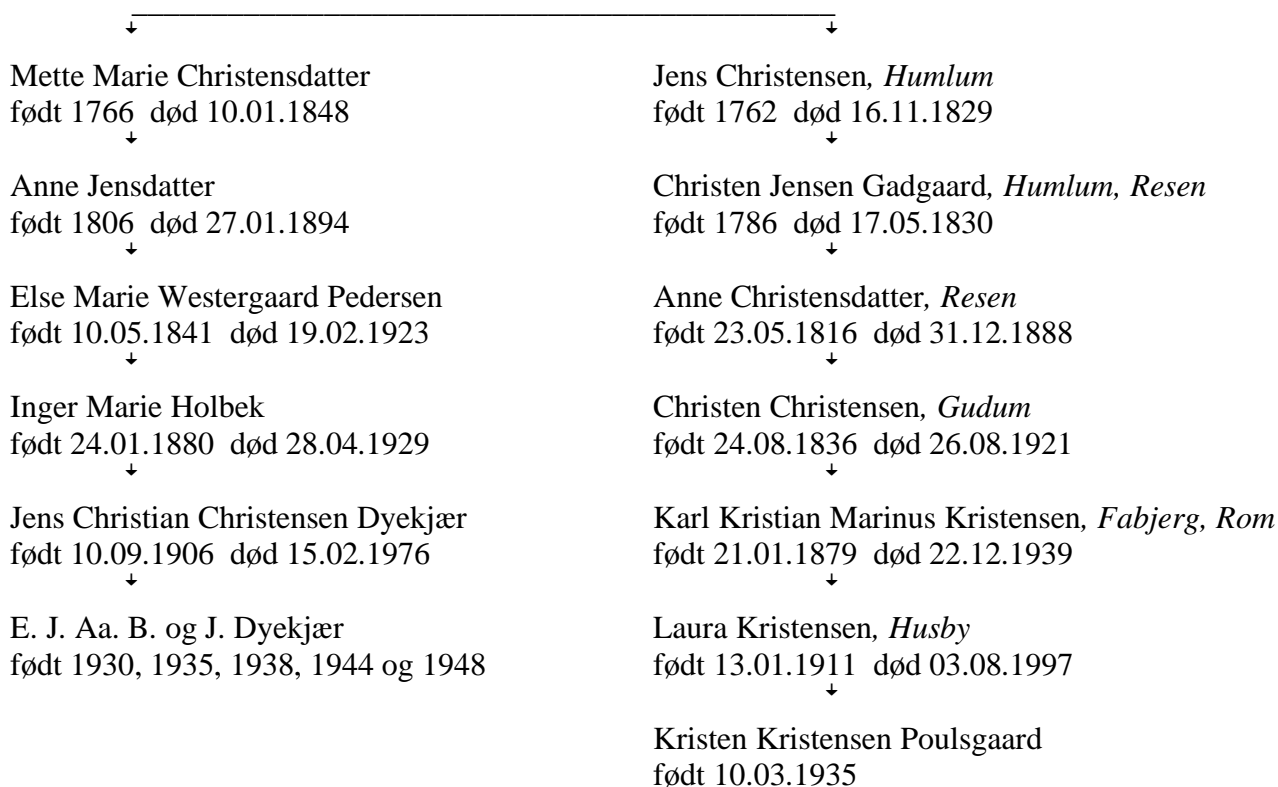 Mette Marie Christensdatter
født 1766 død 10.01.1848
Anne Jensdatter
født 1806 død 27.01.1894
Else Marie Westergaard Pedersen
født 10.05.1841 død 19.02.1923
Inger Marie Holbek
født 24.01.1880 død 28.04.1929
Jens Christian Christensen Dyekjær
født 10.09.1906 død 15.02.1976
E. J. Aa. B. og J. Dyekjær
født 1930, 1935, 1938, 1944 og 1948
Jens Christensen, Humlum
født 1762 død 16.11.1829
Christen Jensen Gadgaard, Humlum, Resen
født 1786 død 17.05.1830
Anne Christensdatter, Resen
født 23.05.1816 død 31.12.1888
Christen Christensen, Gudum
født 24.08.1836 død 26.08.1921
Karl Kristian Marinus Kristensen, Fabjerg, Rom
født 21.01.1879 død 22.12.1939
Laura Kristensen, Husby
født 13.01.1911 død 03.08.1997
Kristen Kristensen Poulsgaard
født 10.03.1935